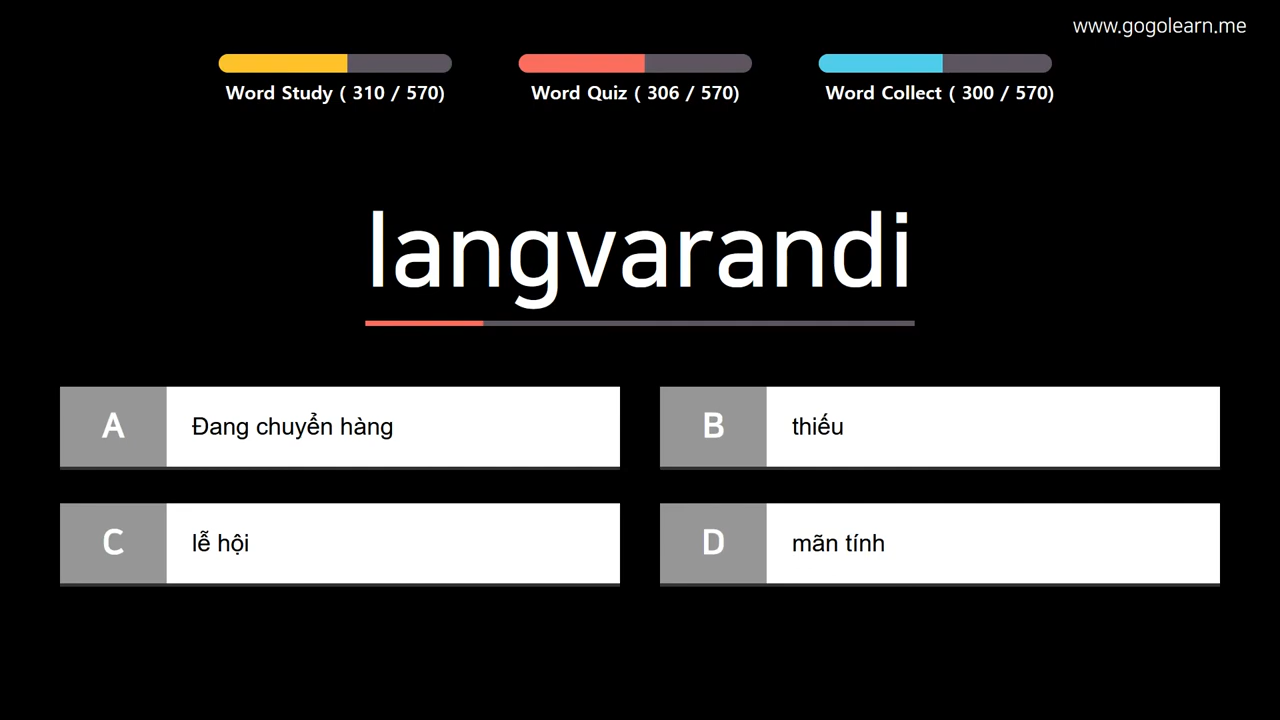 www.gogolearn.me
Word Study ( 310 / 570)
Word Quiz ( 306 / 570)
Word Collect ( 300 / 570)
langvarandi
A Đang chuyển hàng
B thiếu
C lễ hội
D mãn tính